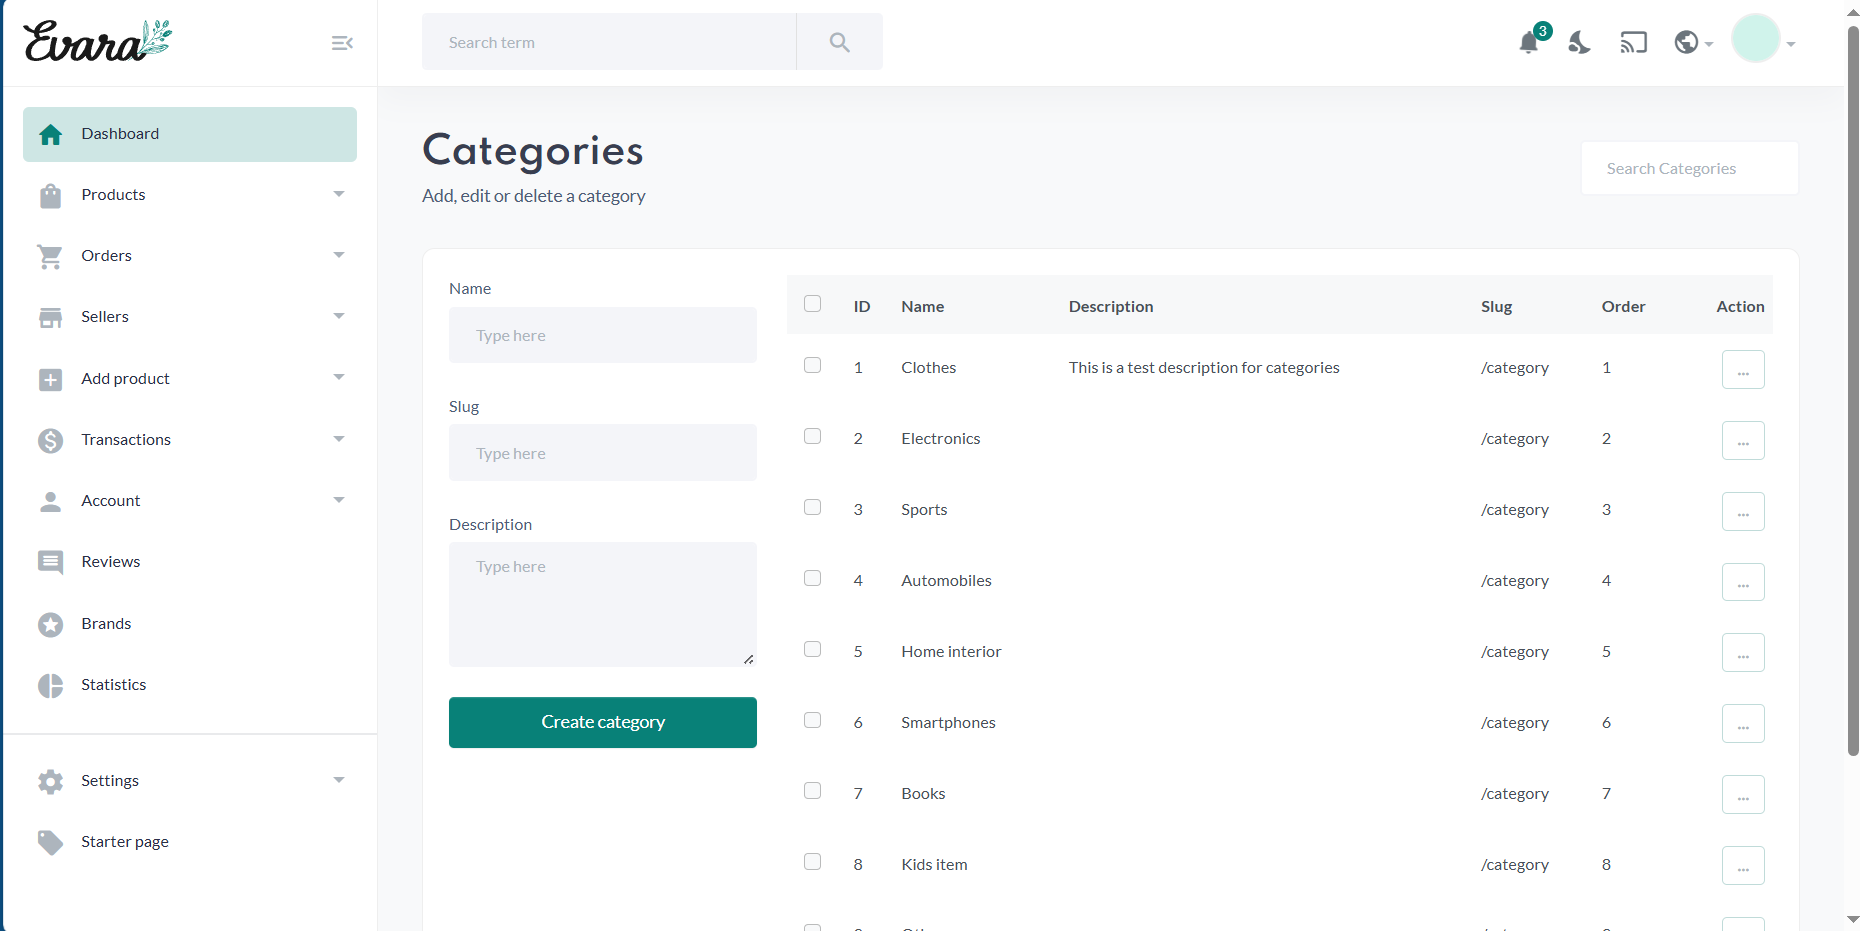 Evara
Search term
3
Dashboard
Products
Orders
Sellers
Add product
Transactions
Account
Reviews
Brands
Statistics
Settings
Starter page
Categories
Add, edit or delete a category
Search Categories
Name
Type here
Slug
Type here
Description
Type here
Create category
ID Name Description Slug Order Action
1 Clothes This is a test description for categories /category 1 ...
2 Electronics /category 2 ...
3 Sports /category 3 ...
4 Automobiles /category 4 ...
5 Home interior /category 5 ...
6 Smartphones /category 6 ...
7 Books /category 7 ...
8 Kids item /category 8 ...